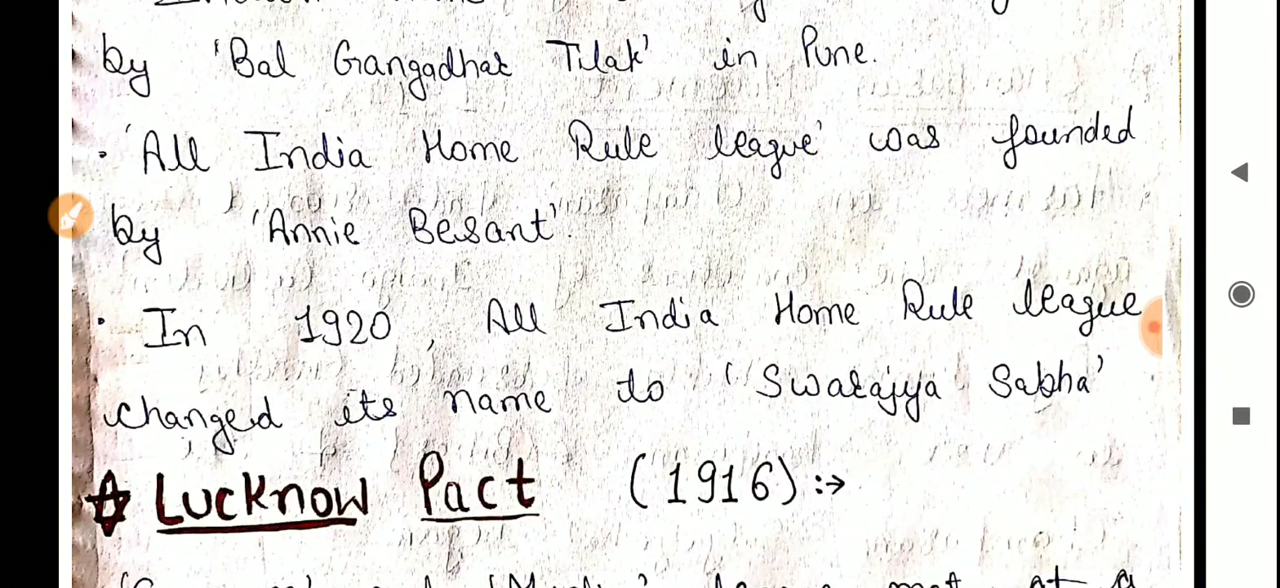 by 'Bal Gangadhar Tilak' in Pune.
• 'All India Home Rule league' was founded
by 'Annie Besant'.
• In 1920, All India Home Rule league
changed its name to 'Swarajya Sabha'
☆ Lucknow Pact (1916) :→